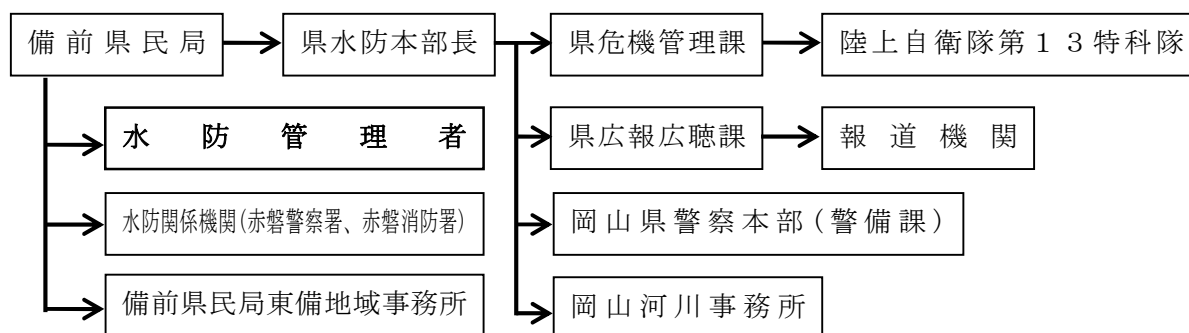 備前県民局
県水防本部長
県危機管理課
陸上自衛隊第13特科隊
水防管理者
県広報広聴課
報道機関
水防関係機関(赤磐警察署、赤磐消防署)
岡山県警察本部(警備課)
備前県民局東備地域事務所
岡山河川事務所